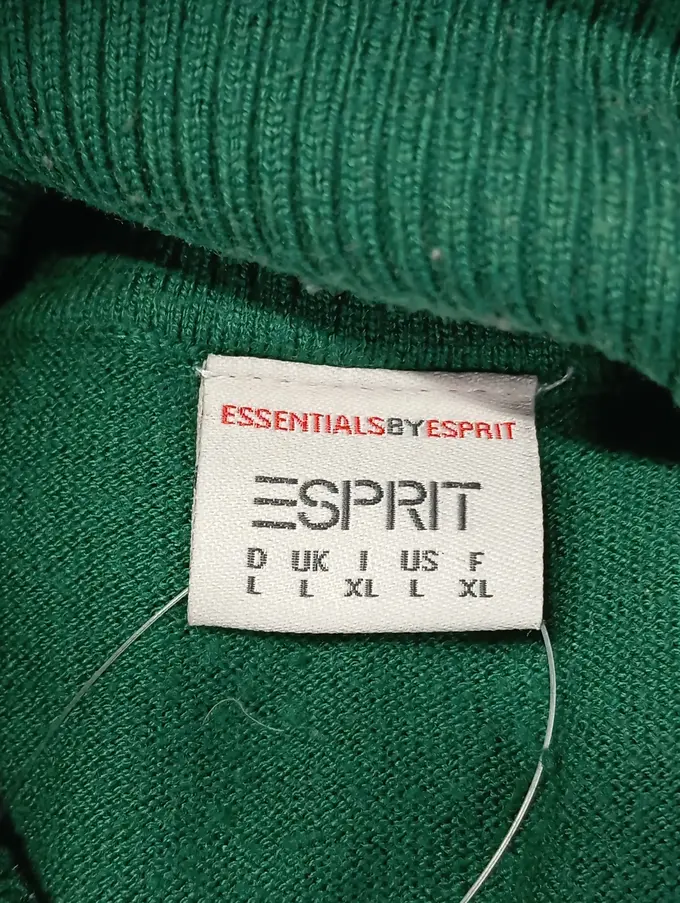 ESSENTIALSBYESPRIT
ESPRIT
D UK I US F
L L XL L XL